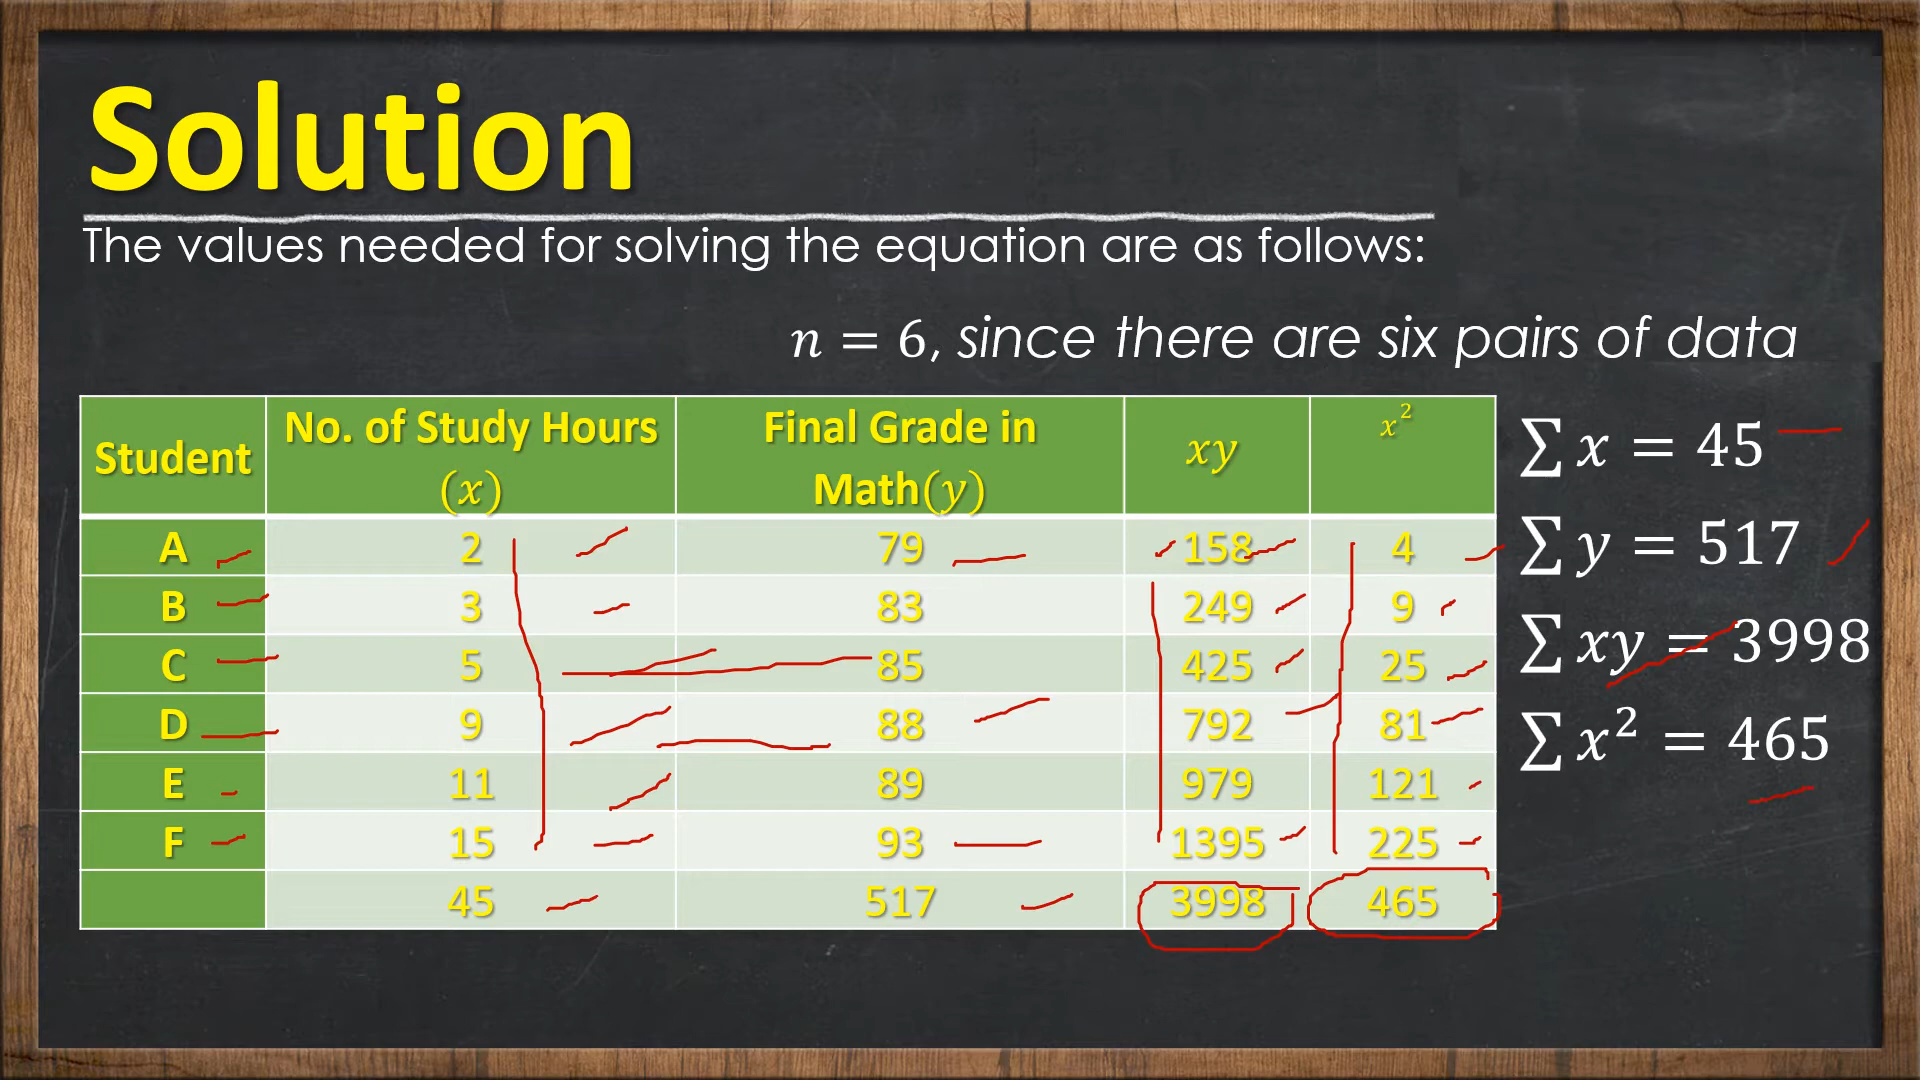 Solution
The values needed for solving the equation are as follows:
n = 6, since there are six pairs of data
Student No. of Study Hours (x) Final Grade in Math(y) xy x²
A 2 79 158 4
B 3 83 249 9
C 5 85 425 25
D 9 88 792 81
E 11 89 979 121
F 15 93 1395 225
45 517 3998 465
∑ x = 45
∑ y = 517
∑ xy = 3998
∑ x² = 465